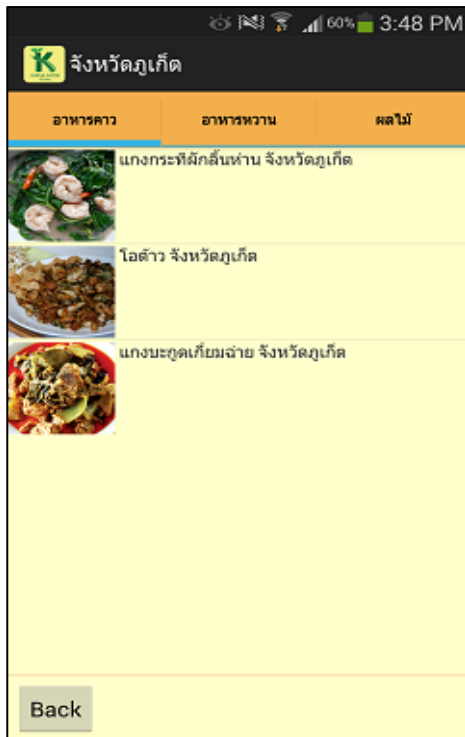 60% 3:48 PM
จังหวัดภูเก็ต
อาหารคาว อาหารหวาน ผลไม้
แกงกระทิผักลิ้นห่าน จังหวัดภูเก็ต
โอต้าว จังหวัดภูเก็ต
แกงบะกูดเกี้ยมฉ่าย จังหวัดภูเก็ต
Back